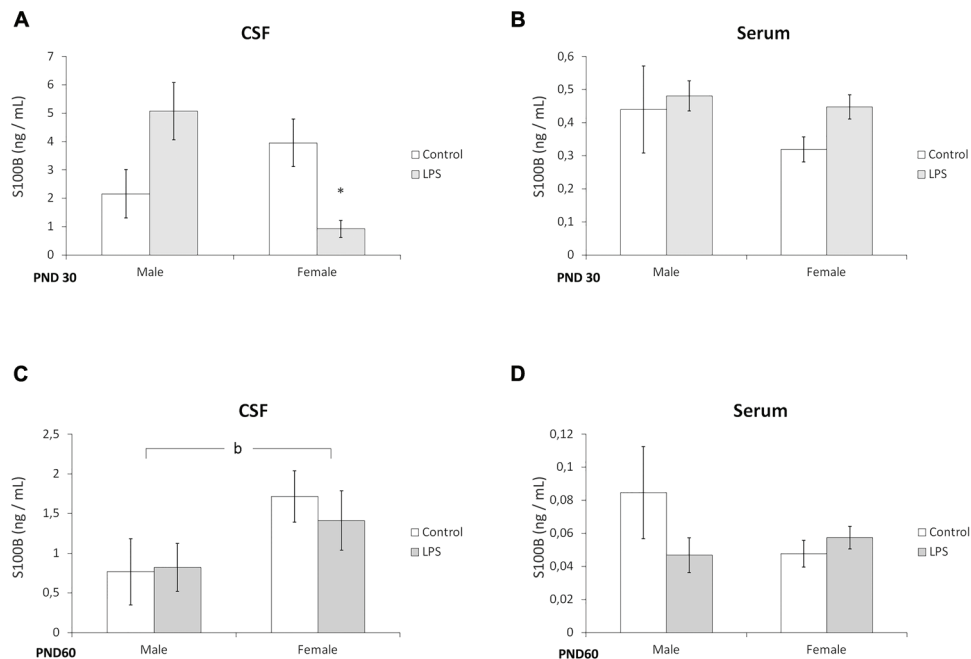 A
CSF
S100B (ng / mL)
7
6
5
4
3
2
1
0
Male
Female
Control
LPS
*
PND 30
B
Serum
S100B (ng / mL)
0,6
0,5
0,4
0,3
0,2
0,1
0
Male
Female
Control
LPS
PND 30
C
CSF
S100B (ng / mL)
2,5
2
1,5
1
0,5
0
b
Male
Female
Control
LPS
PND60
D
Serum
S100B (ng / mL)
0,12
0,1
0,08
0,06
0,04
0,02
0
Male
Female
Control
LPS
PND60